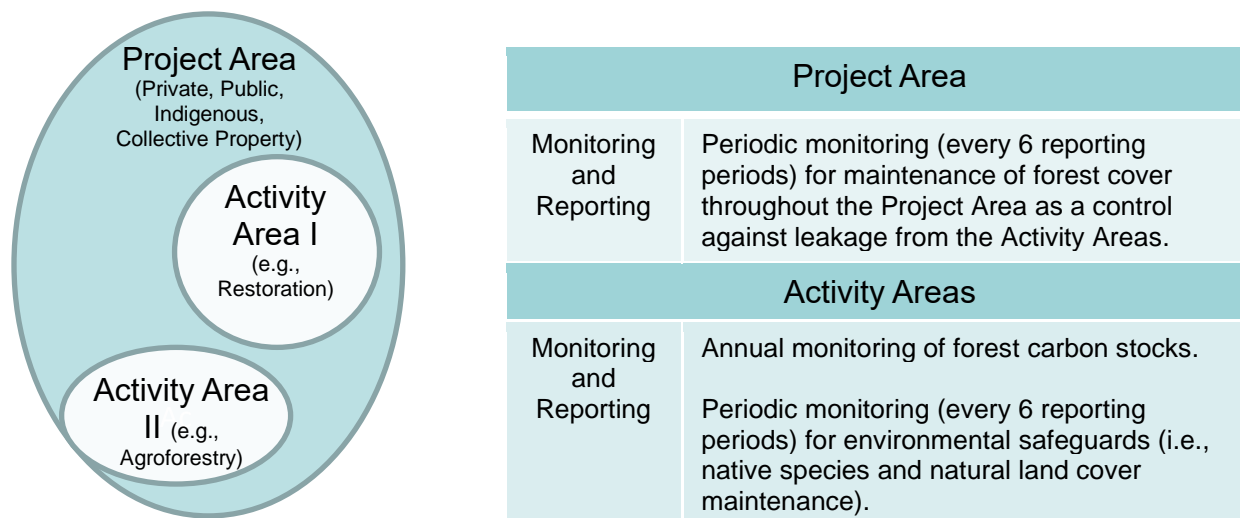 Project Area
(Private, Public,
Indigenous,
Collective Property)
Activity
Area I
(e.g.,
Restoration)
Activity Area
II (e.g.,
Agroforestry)
Project Area
Monitoring
and
Reporting
Periodic monitoring (every 6 reporting
periods) for maintenance of forest cover
throughout the Project Area as a control
against leakage from the Activity Areas.
Activity Areas
Monitoring
and
Reporting
Annual monitoring of forest carbon stocks.
Periodic monitoring (every 6 reporting
periods) for environmental safeguards (i.e.,
native species and natural land cover
maintenance).